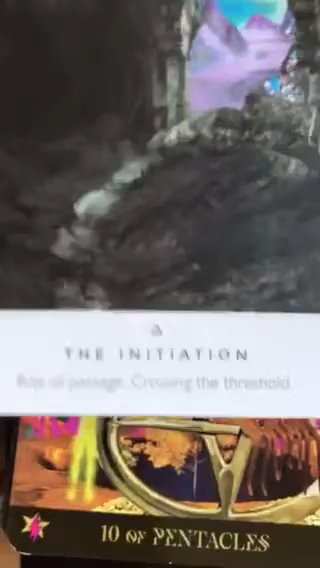 THE INITIATION
Rite of passage. Crossing the threshold.
10 OF PENTACLES